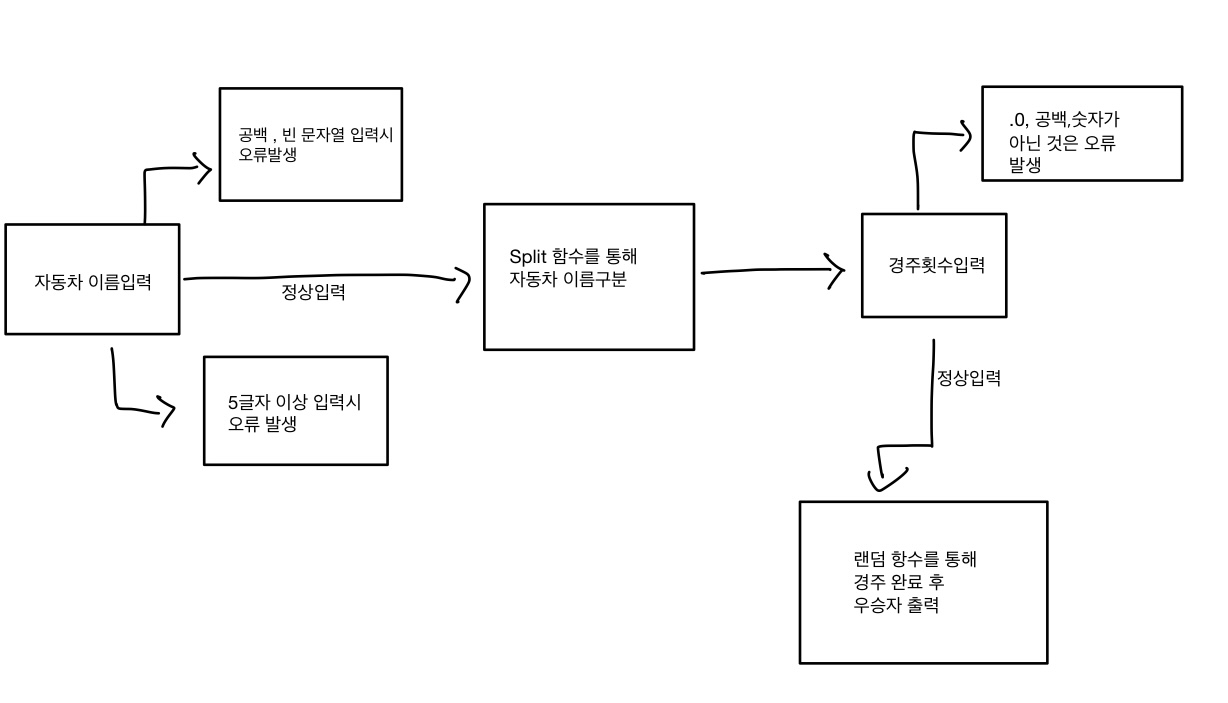 공백 , 빈 문자열 입력시
오류발생
자동차 이름입력
정상입력
5글자 이상 입력시
오류 발생
Split 함수를 통해
자동차 이름구분
.0, 공백,숫자가
아닌 것은 오류
발생
경주횟수입력
정상입력
랜덤 항수를 통해
경주 완료 후
우승자 출력